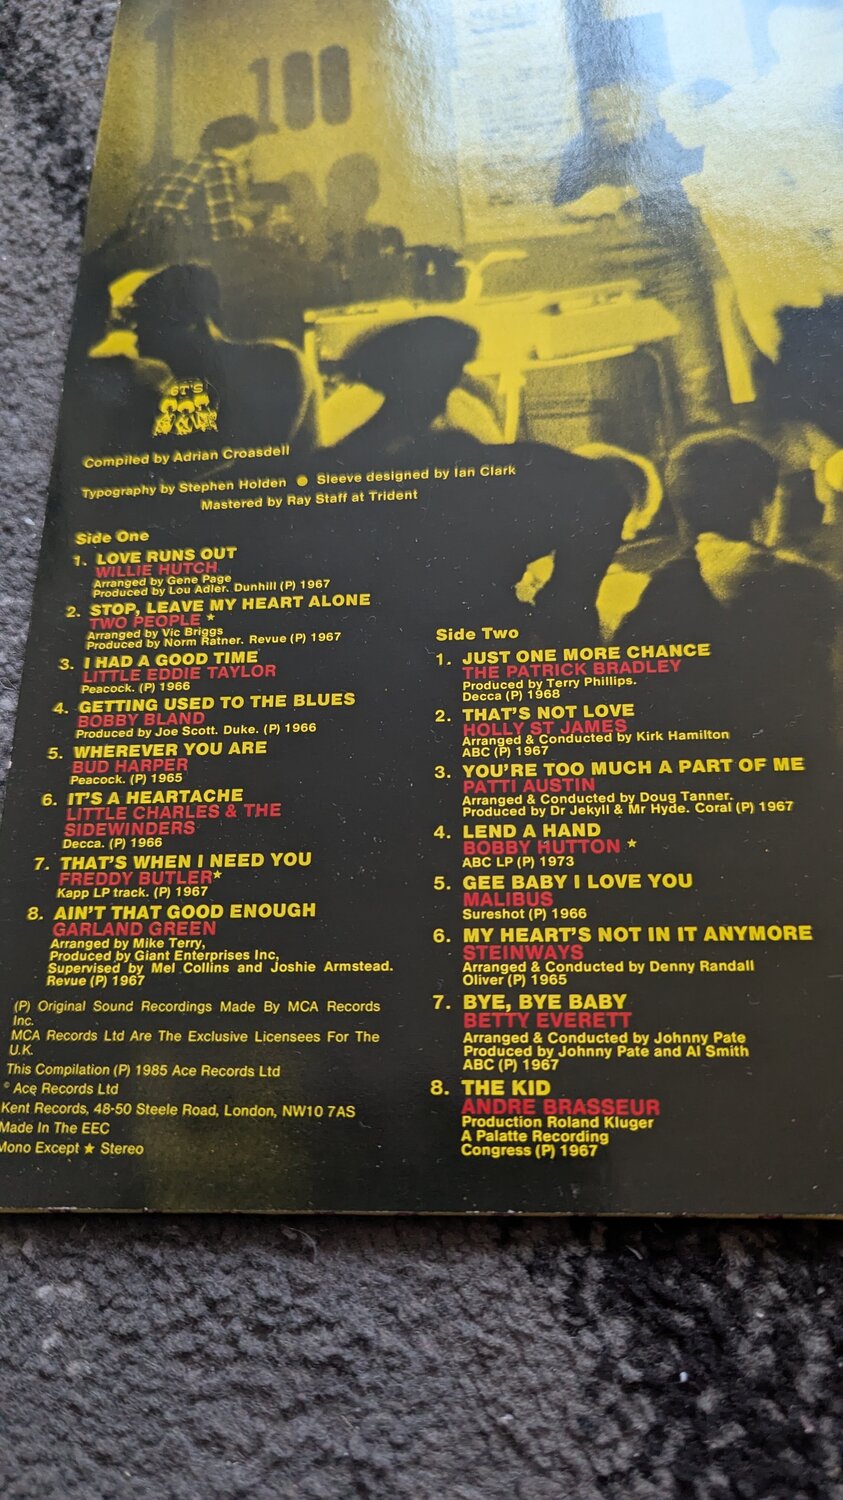 100
6T'S
Compiled by Adrian Croasdell
Typography by Stephen Holden ● Sleeve designed by Ian Clark
Mastered by Ray Staff at Trident
Side One
1. LOVE RUNS OUT
WILLIE HUTCH
Arranged by Gene Page
Produced by Lou Adler. Dunhill (P) 1967
2. STOP, LEAVE MY HEART ALONE
TWO PEOPLE ★
Arranged by Vic Briggs
Produced by Norm Ratner. Revue (P) 1967
3. I HAD A GOOD TIME
LITTLE EDDIE TAYLOR
Peacock. (P) 1966
4. GETTING USED TO THE BLUES
BOBBY BLAND
Produced by Joe Scott. Duke. (P) 1966
5. WHEREVER YOU ARE
BUD HARPER
Peacock. (P) 1965
6. IT'S A HEARTACHE
LITTLE CHARLES & THE
SIDEWINDERS
Decca. (P) 1966
7. THAT'S WHEN I NEED YOU
FREDDY BUTLER★
Kapp LP track. (P) 1967
8. AIN'T THAT GOOD ENOUGH
GARLAND GREEN
Arranged by Mike Terry,
Produced by Giant Enterprises Inc,
Supervised by Mel Collins and Joshie Armstead.
Revue (P) 1967
(P) Original Sound Recordings Made By MCA Records
Inc.
MCA Records Ltd Are The Exclusive Licensees For The
U.K.
This Compilation (P) 1985 Ace Records Ltd
© Ace Records Ltd
Kent Records, 48-50 Steele Road, London, NW10 7AS
Made In The EEC
Mono Except ★ Stereo
Side Two
1. JUST ONE MORE CHANCE
THE PATRICK BRADLEY
Produced by Terry Phillips.
Decca (P) 1968
2. THAT'S NOT LOVE
HOLLY ST JAMES
Arranged & Conducted by Kirk Hamilton
ABC (P) 1967
3. YOU'RE TOO MUCH A PART OF ME
PATTI AUSTIN
Arranged & Conducted by Doug Tanner.
Produced by Dr Jekyll & Mr Hyde. Coral (P) 1967
4. LEND A HAND
BOBBY HUTTON ★
ABC LP (P) 1973
5. GEE BABY I LOVE YOU
MALIBUS
Sureshot (P) 1966
6. MY HEART'S NOT IN IT ANYMORE
STEINWAYS
Arranged & Conducted by Denny Randall
Oliver (P) 1965
7. BYE, BYE BABY
BETTY EVERETT
Arranged & Conducted by Johnny Pate
Produced by Johnny Pate and Al Smith
ABC (P) 1967
8. THE KID
ANDRE BRASSEUR
Production Roland Kluger
A Palatte Recording
Congress (P) 1967